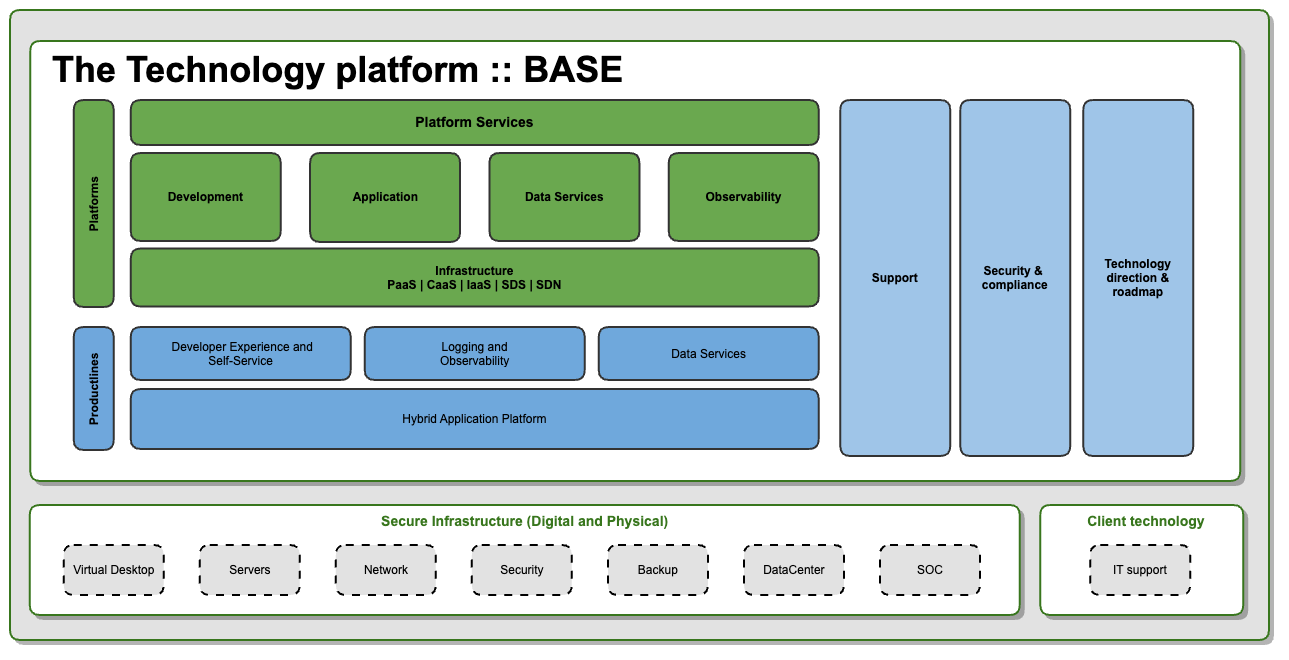 The Technology platform :: BASE
Platforms
Platform Services
Development
Application
Data Services
Observability
Infrastructure
PaaS | CaaS | IaaS | SDS | SDN
Productlines
Developer Experience and
Self-Service
Logging and
Observability
Data Services
Hybrid Application Platform
Support
Security &
compliance
Technology
direction &
roadmap
Secure Infrastructure (Digital and Physical)
Virtual Desktop
Servers
Network
Security
Backup
DataCenter
SOC
Client technology
IT support